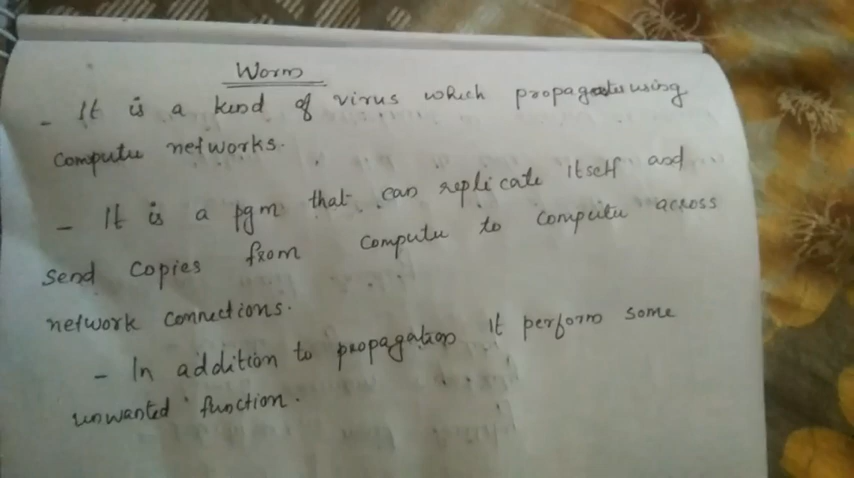 Worm
- It is a kind of virus which propagates using
computer networks.
- It is a pgm that can replicate itself and
send copies from computer to computer across
network connections.
- In addition to propagation it perform some
unwanted function.